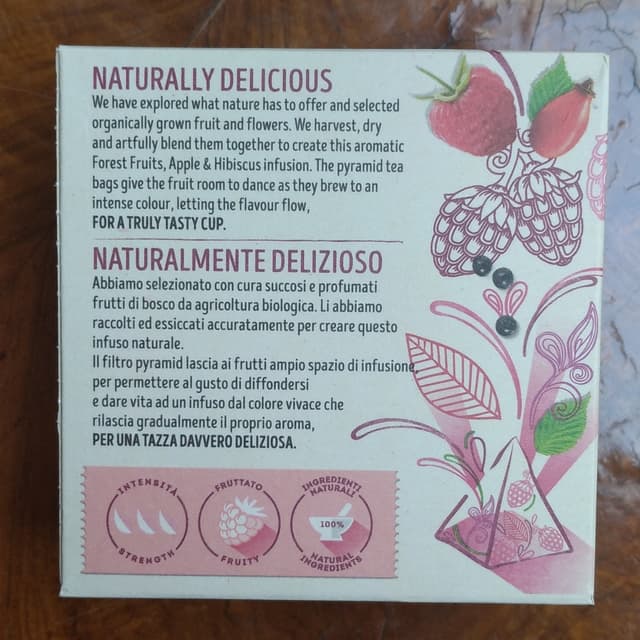 NATURALLY DELICIOUS
We have explored what nature has to offer and selected
organically grown fruit and flowers. We harvest, dry
and artfully blend them together to create this aromatic
Forest Fruits, Apple & Hibiscus infusion. The pyramid tea
bags give the fruit room to dance as they brew to an
intense colour, letting the flavour flow,
FOR A TRULY TASTY CUP.
NATURALMENTE DELIZIOSO
Abbiamo selezionato con cura succosi e profumati
frutti di bosco da agricoltura biologica. Li abbiamo
raccolti ed essiccati accuratamente per creare questo
infuso naturale.
Il filtro pyramid lascia ai frutti ampio spazio di infusione,
per permettere al gusto di diffondersi
e dare vita ad un infuso dal colore vivace che
rilascia gradualmente il proprio aroma,
PER UNA TAZZA DAVVERO DELIZIOSA.
INTENSITÀ
STRENGTH
FRUTTATO
FRUITY
INGREDIENTI
NATURALI
100%
NATURAL
INGREDIENTS